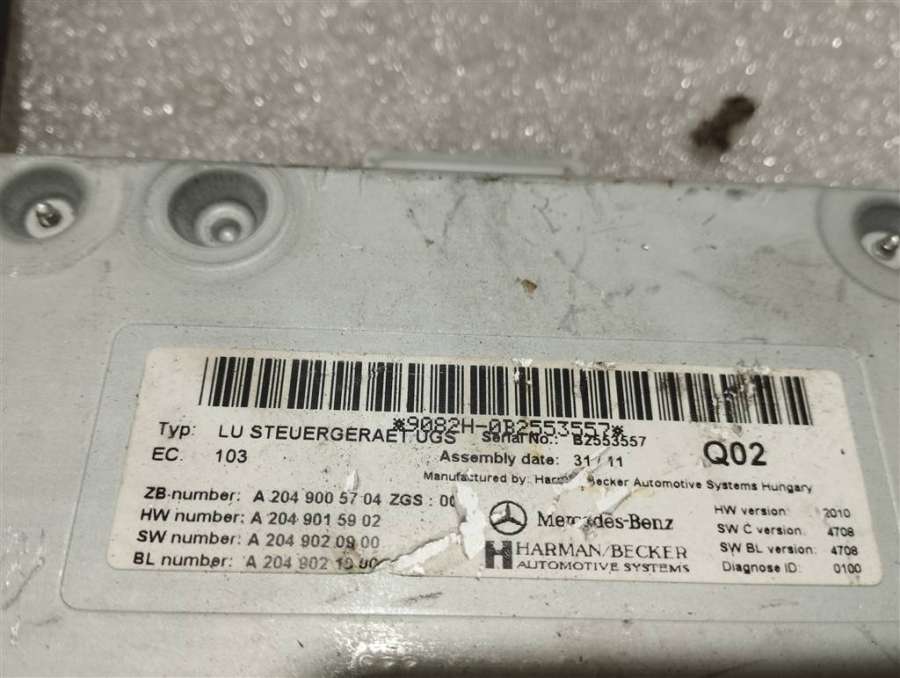 *9082H-0B2553557*
Typ: LU STEUERGERAET UGS Serial No.: B2553557
EC: 103 Assembly date: 31 / 11 Q02
Manufactured by: Becker Automotive Systems Hungary
ZB-number: A 204 900 57 04 ZGS :
HW number: A 204 901 59 02
SW number: A 204 902 09 00
BL number: A 204 902
Mercedes-Benz
HARMAN/BECKER
AUTOMOTIVE SYSTEMS
HW version: 2010
SW C version: 4708
SW BL version: 4708
Diagnose ID: 0100